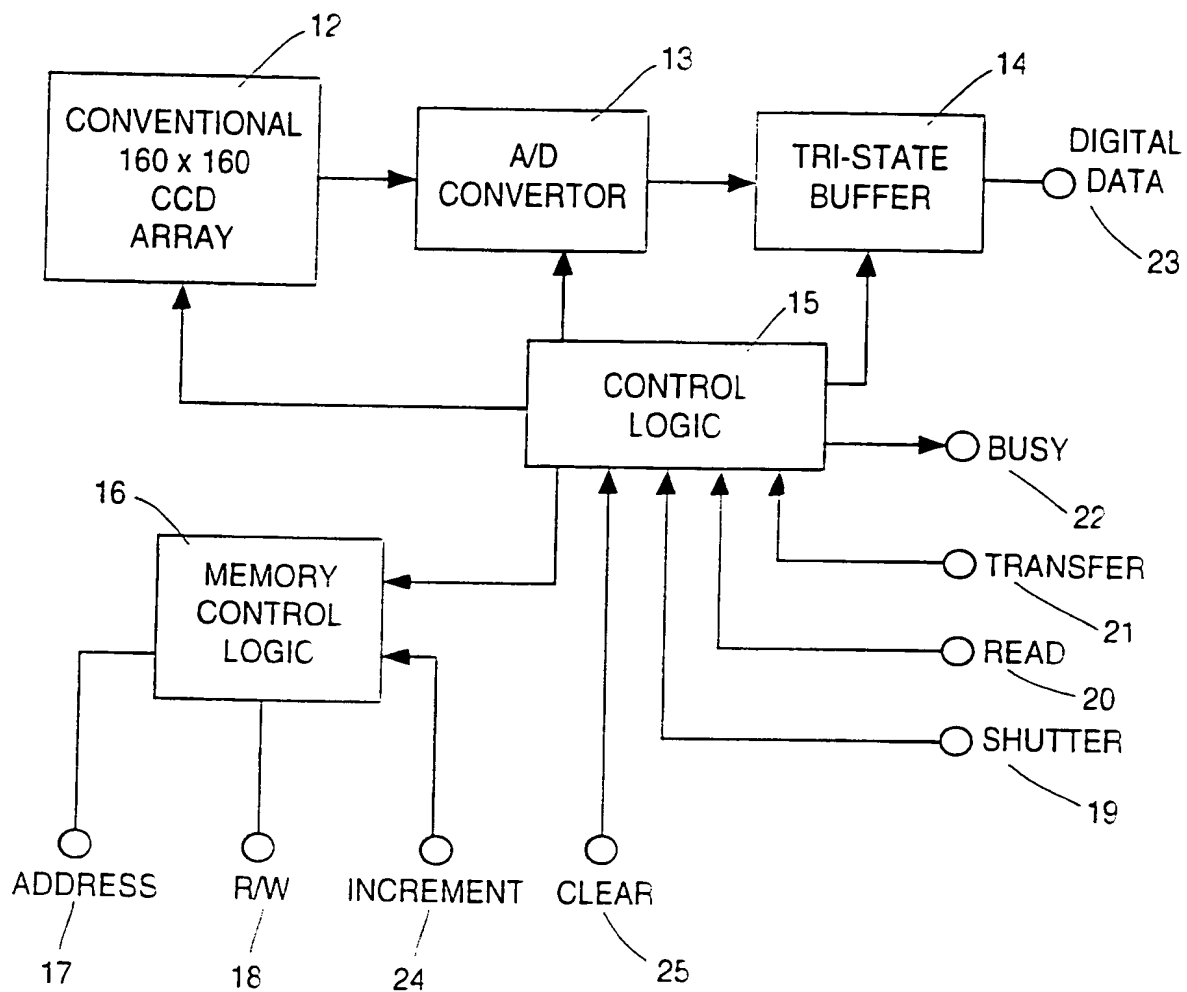 12
CONVENTIONAL
160 x 160
CCD
ARRAY
13
A/D
CONVERTOR
14
TRI-STATE
BUFFER
DIGITAL
DATA
23
15
CONTROL
LOGIC
BUSY
22
16
MEMORY
CONTROL
LOGIC
TRANSFER
21
READ
20
SHUTTER
19
ADDRESS
17
R/W
18
INCREMENT
24
CLEAR
25